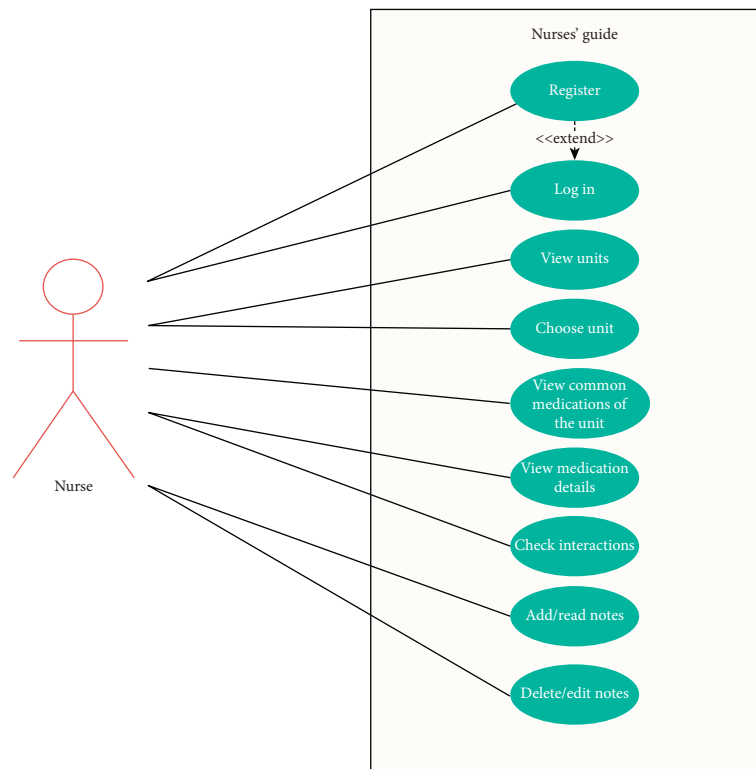 Nurses’ guide
Register
<<extend>>
Log in
View units
Choose unit
View common
medications of
the unit
View medication
details
Check interactions
Add/read notes
Delete/edit notes
Nurse